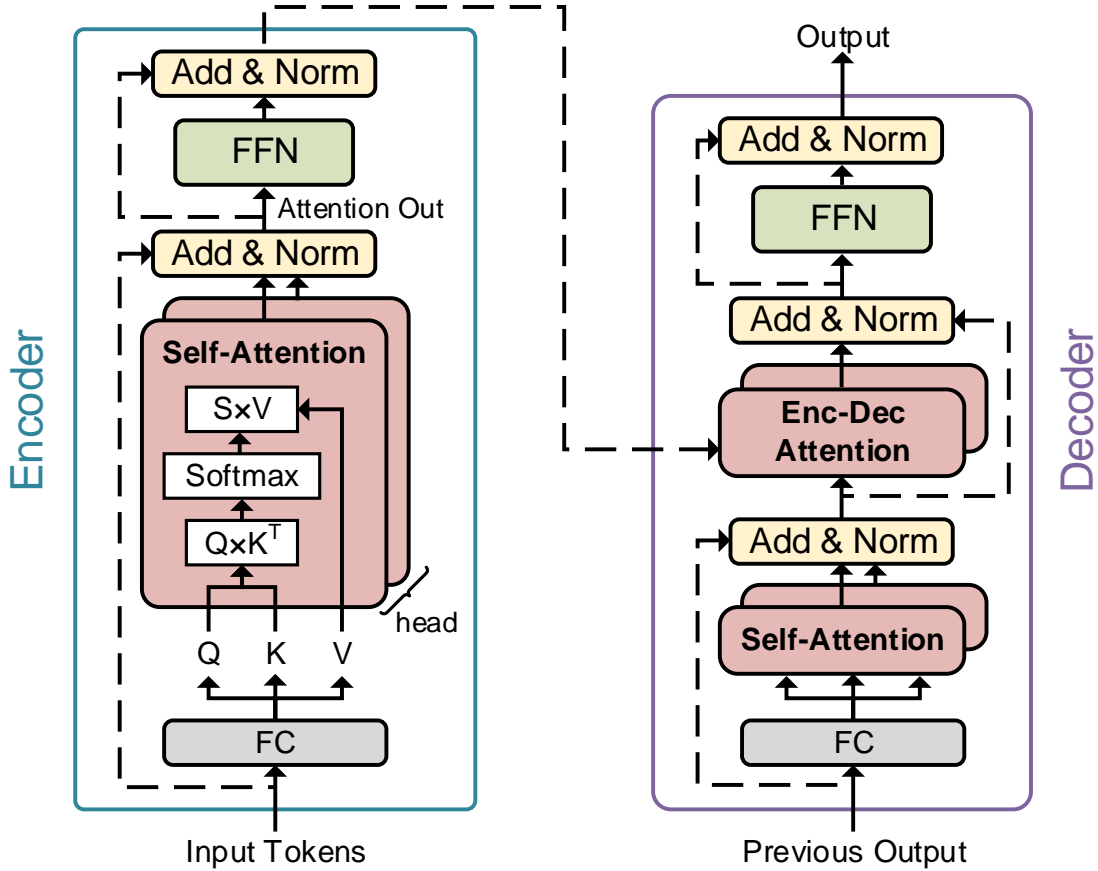 Encoder
Add & Norm
FFN
Attention Out
Add & Norm
Self-Attention
S×V
Softmax
Q×K^T
head
Q K V
FC
Input Tokens
Output
Add & Norm
FFN
Add & Norm
Enc-Dec
Attention
Add & Norm
Self-Attention
FC
Previous Output
Decoder